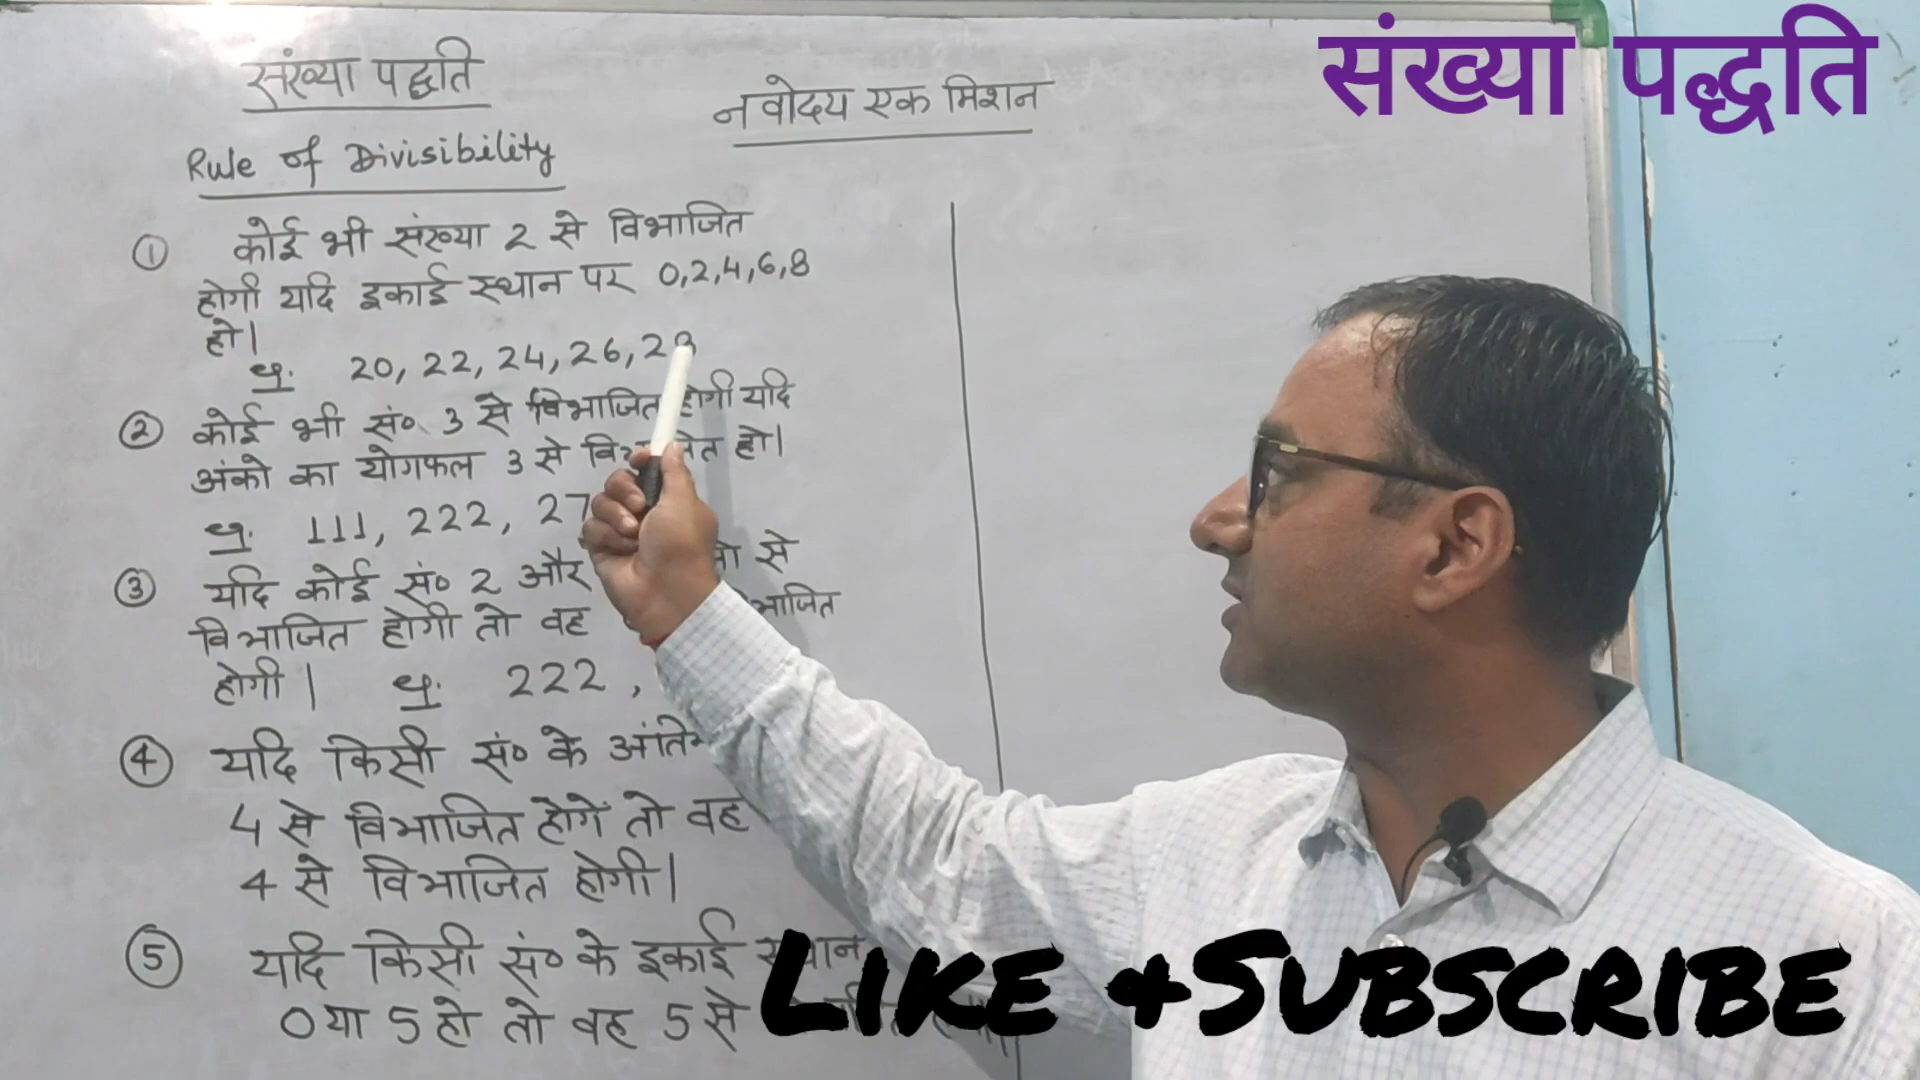 संख्या पद्धति
संख्या पद्धति
नवोदय एक मिशन
Rule of Divisibility
① कोई भी संख्या 2 से विभाजित
होगी यदि इकाई स्थान पर 0,2,4,6,8
हो।
20, 22, 24, 26, 28
② कोई भी सं० 3 से विभाजित होगी यदि
अंको का योगफल 3 से विभाजित हो।
111, 222, 27
③ यदि कोई सं० 2 और से
विभाजित होगी तो वह विभाजित
होगी। 222,
④ यदि किसी सं० के
4 से विभाजित होगें तो वह
4 से विभाजित होगी।
⑤ यदि किसी सं० के इकाई स्थान
0 या 5 हो तो वह 5 से
LIKE &SUBSCRIBE